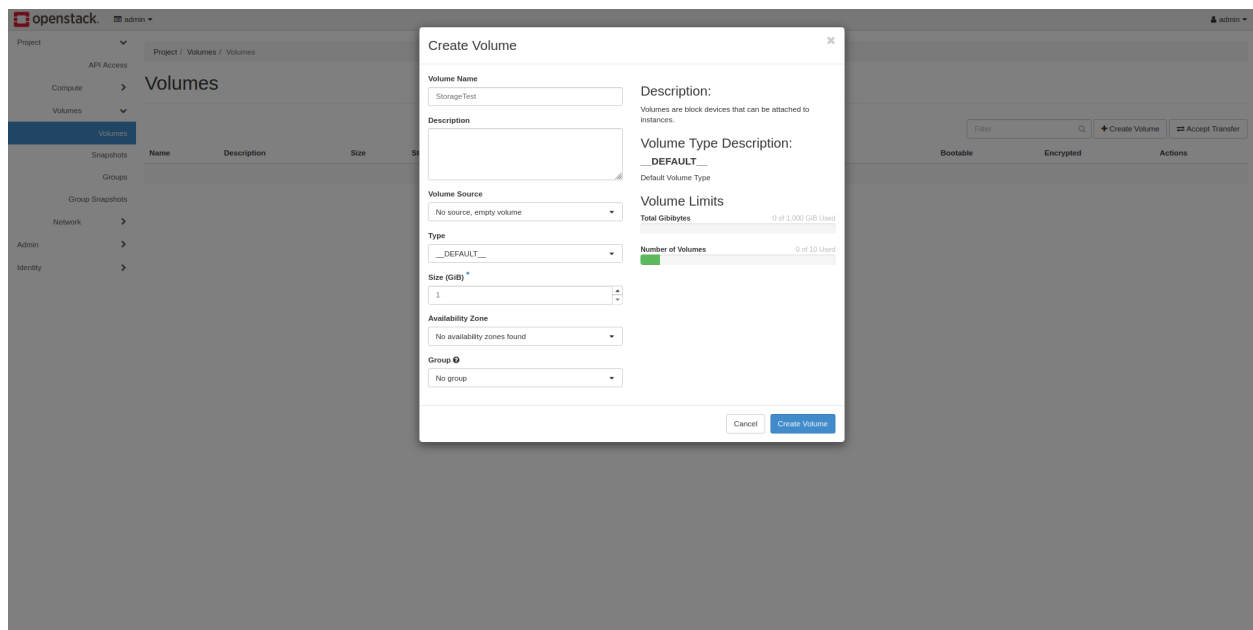 openstack. admin
admin
Project
API Access
Compute
Volumes
Volumes
Snapshots
Groups
Group Snapshots
Network
Admin
Identity
Project / Volumes / Volumes
Volumes
Filter
Create Volume
Accept Transfer
Name Description Size St Bootable Encrypted Actions
Create Volume
Volume Name
StorageTest
Description
Volume Source
No source, empty volume
Type
__DEFAULT__
Size (GiB) *
1
Availability Zone
No availability zones found
Group
No group
Description:
Volumes are block devices that can be attached to
instances.
Volume Type Description:
__DEFAULT__
Default Volume Type
Volume Limits
Total Gibibytes 0 of 1,000 GiB Used
Number of Volumes 0 of 10 Used
Cancel
Create Volume